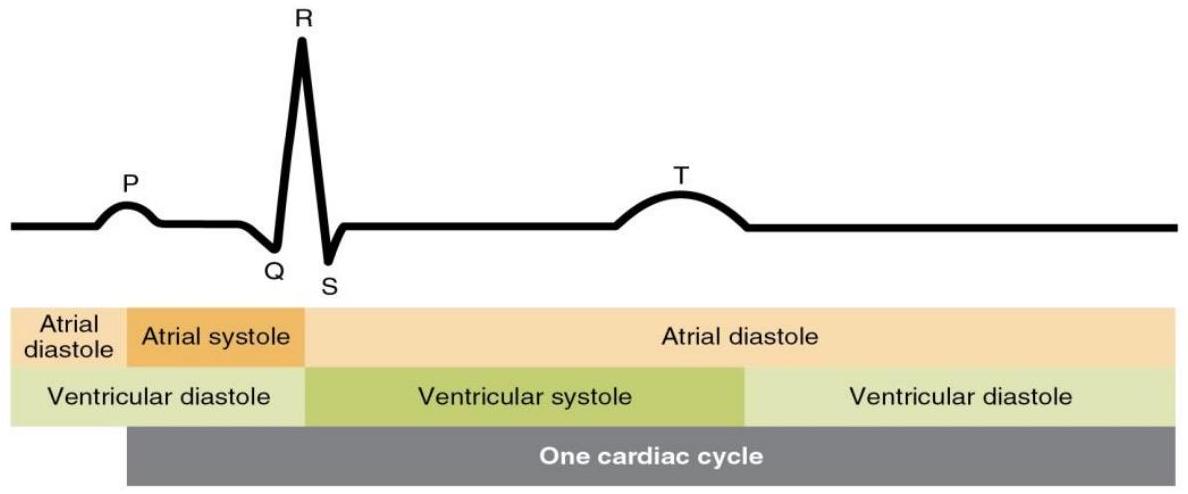 R
P
T
Q
S
Atrial
diastole
Atrial systole
Atrial diastole
Ventricular diastole
Ventricular systole
Ventricular diastole
One cardiac cycle